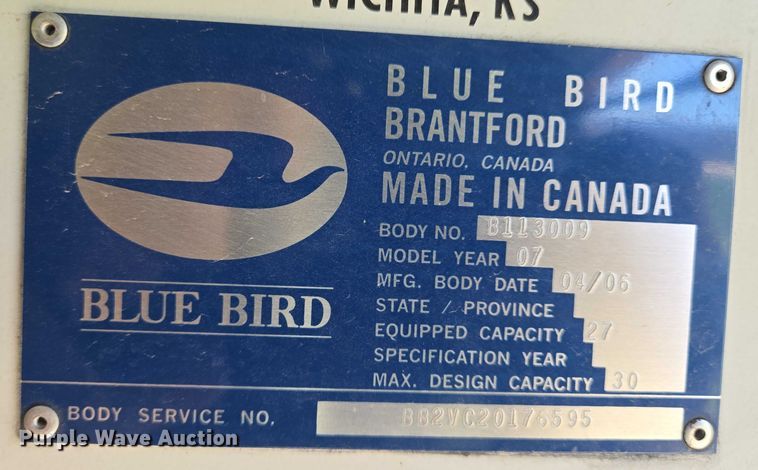 WICHITA, KS
BLUE BIRD
BRANTFORD
ONTARIO, CANADA
MADE IN CANADA
BODY NO. B113009
MODEL YEAR 07
MFG. BODY DATE 04/06
STATE / PROVINCE
EQUIPPED CAPACITY 27
SPECIFICATION YEAR
MAX. DESIGN CAPACITY 30
BLUE BIRD
BODY SERVICE NO. BB2VC20176595
Purple Wave Auction